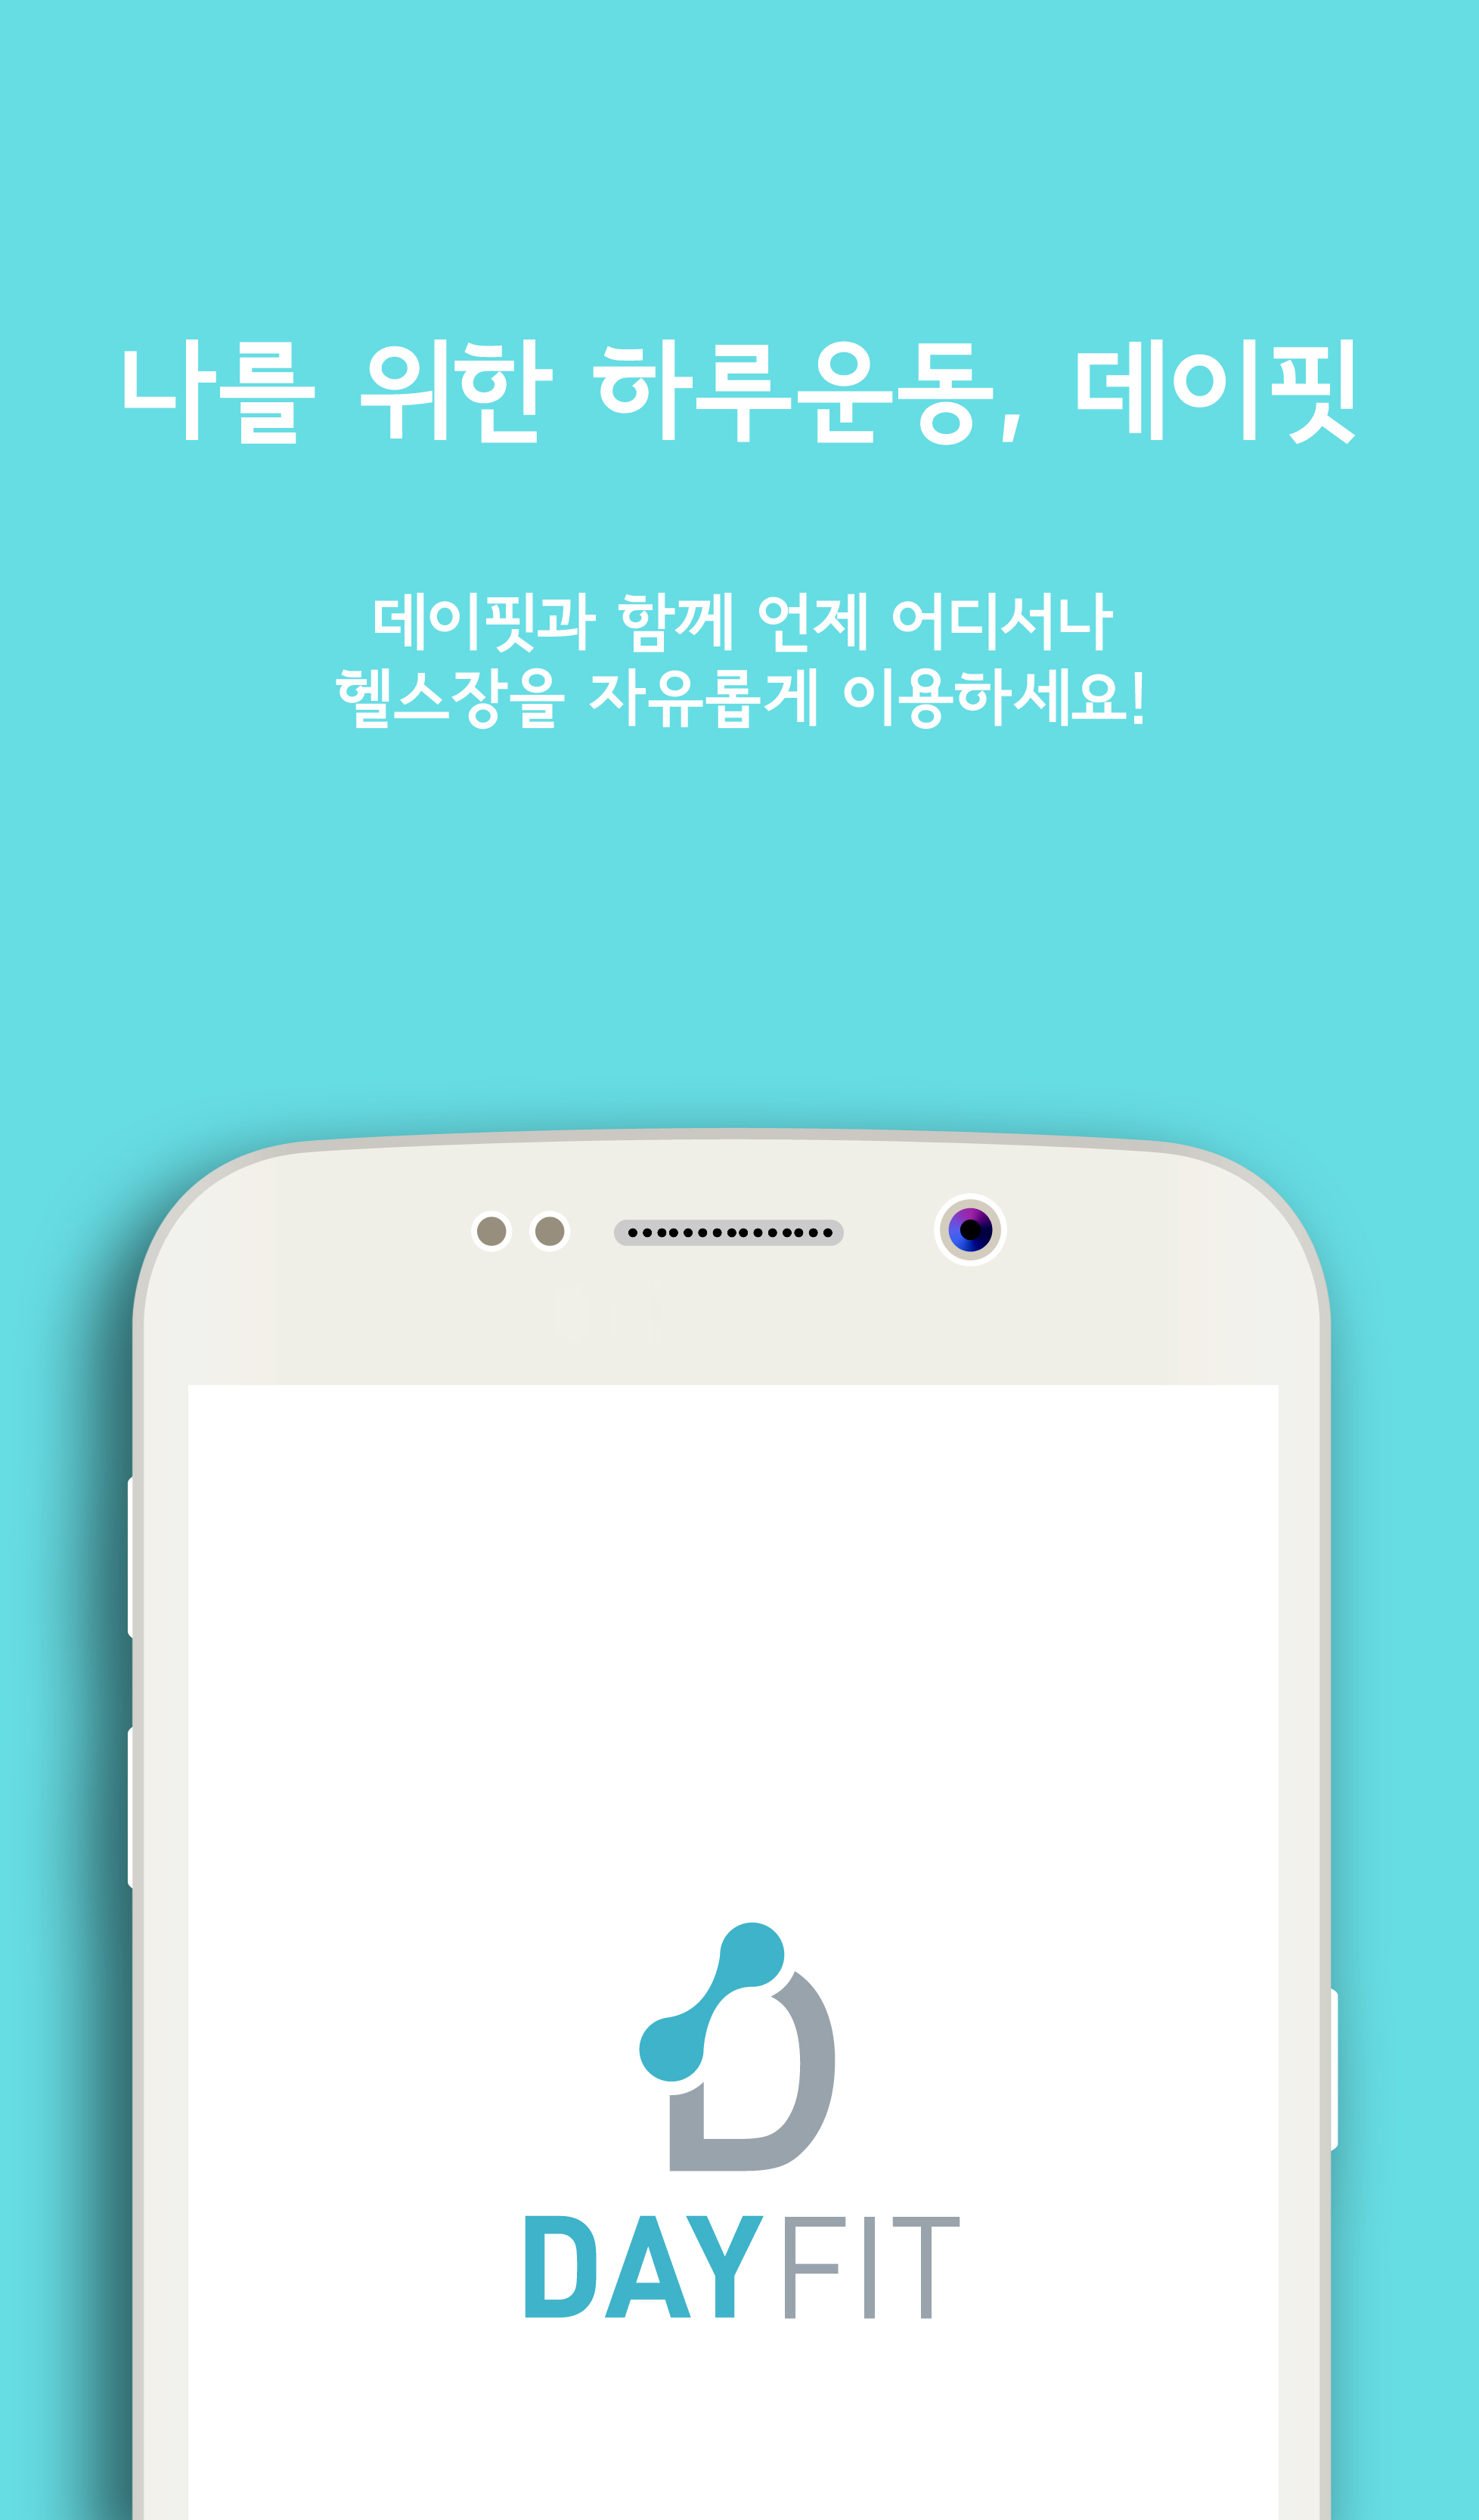 나를 위한 하루운동, 데이핏
데이핏과 함께 언제 어디서나
헬스장을 자유롭게 이용하세요!
DAYFIT